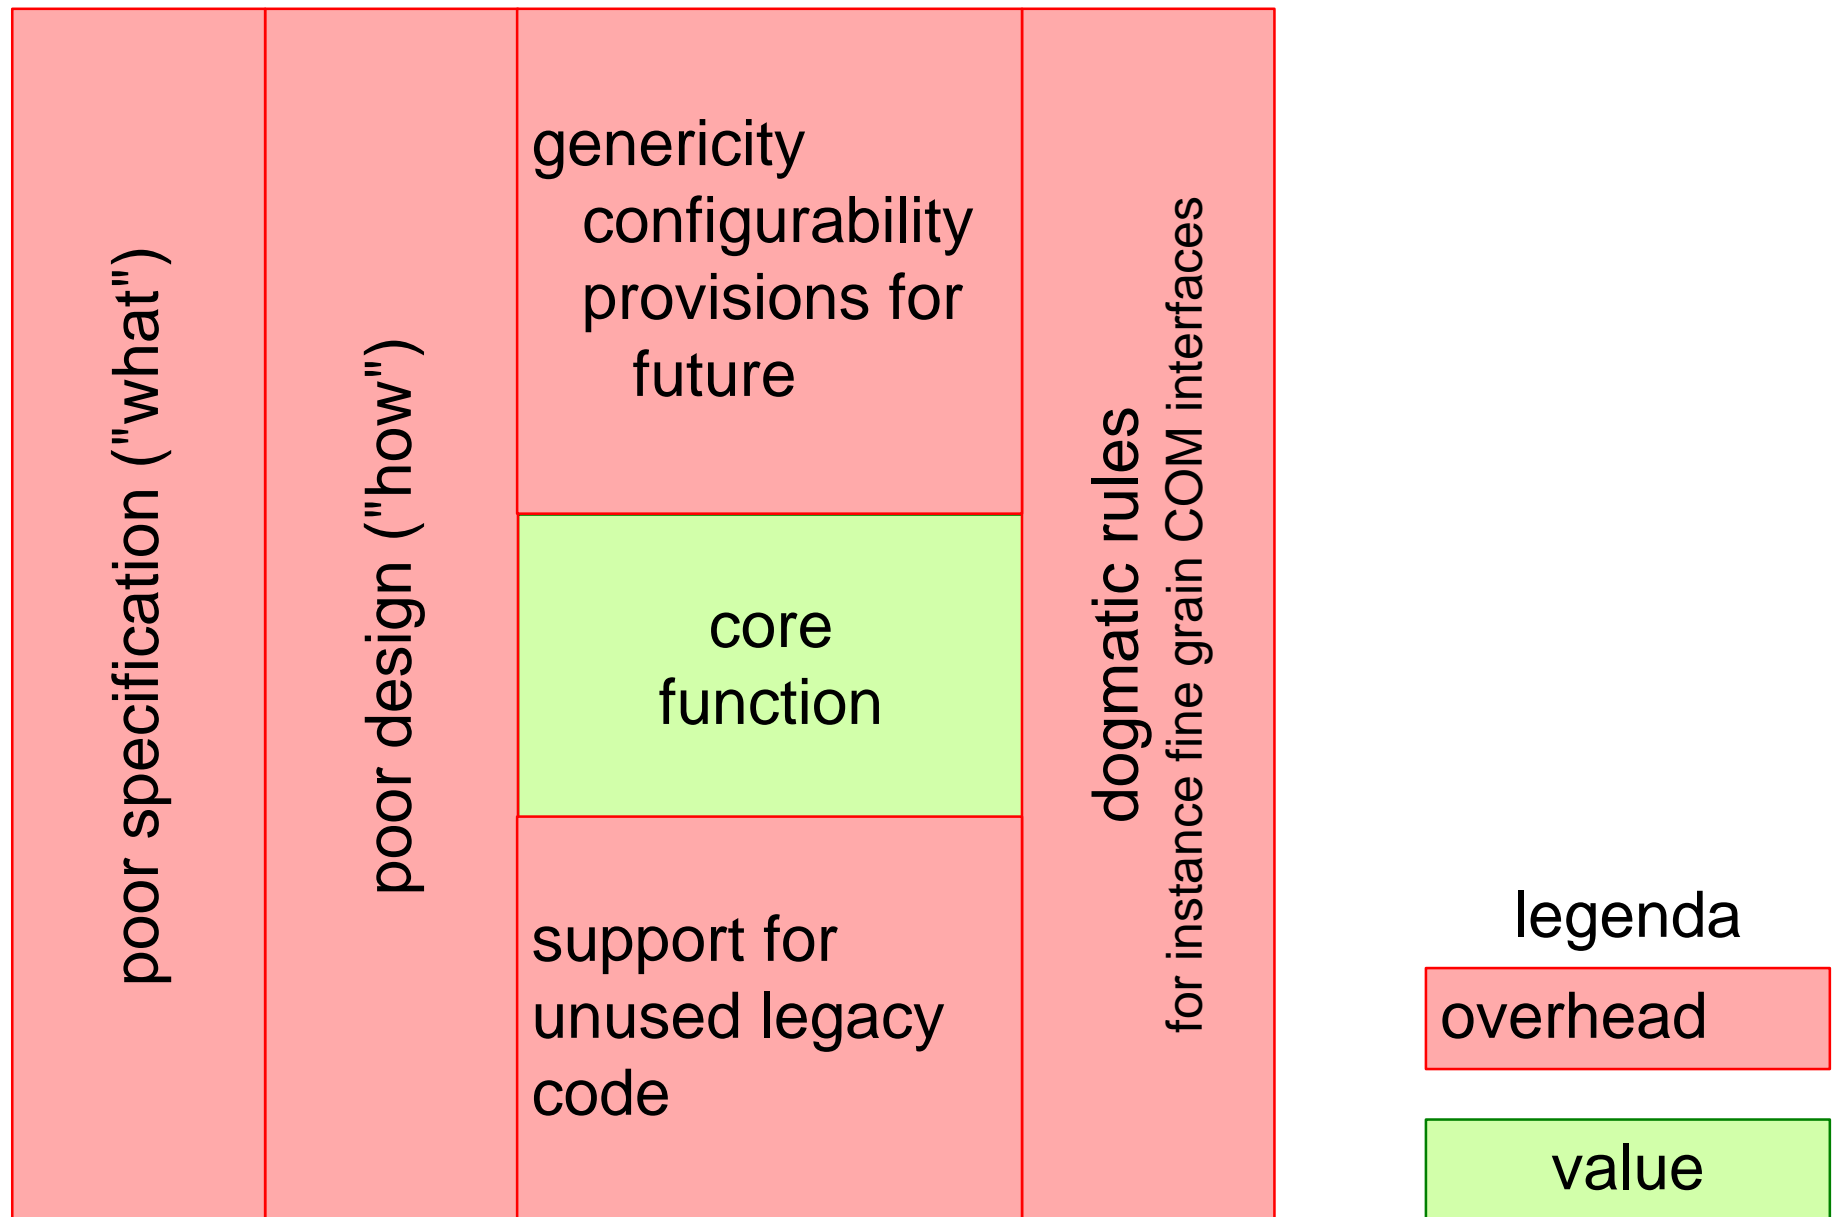 poor specification ("what")
poor design ("how")
genericity
configurability
provisions for
future
core
function
support for
unused legacy
code
dogmatic rules
for instance fine grain COM interfaces
legenda
overhead
value